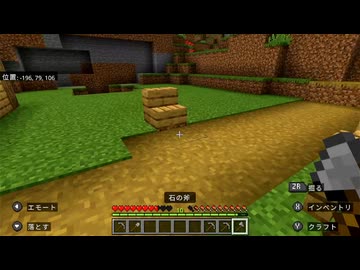 位置: -196, 79, 106
石の斧
ZR 掘る
エモート
X インベントリ
落とす
Y クラフト